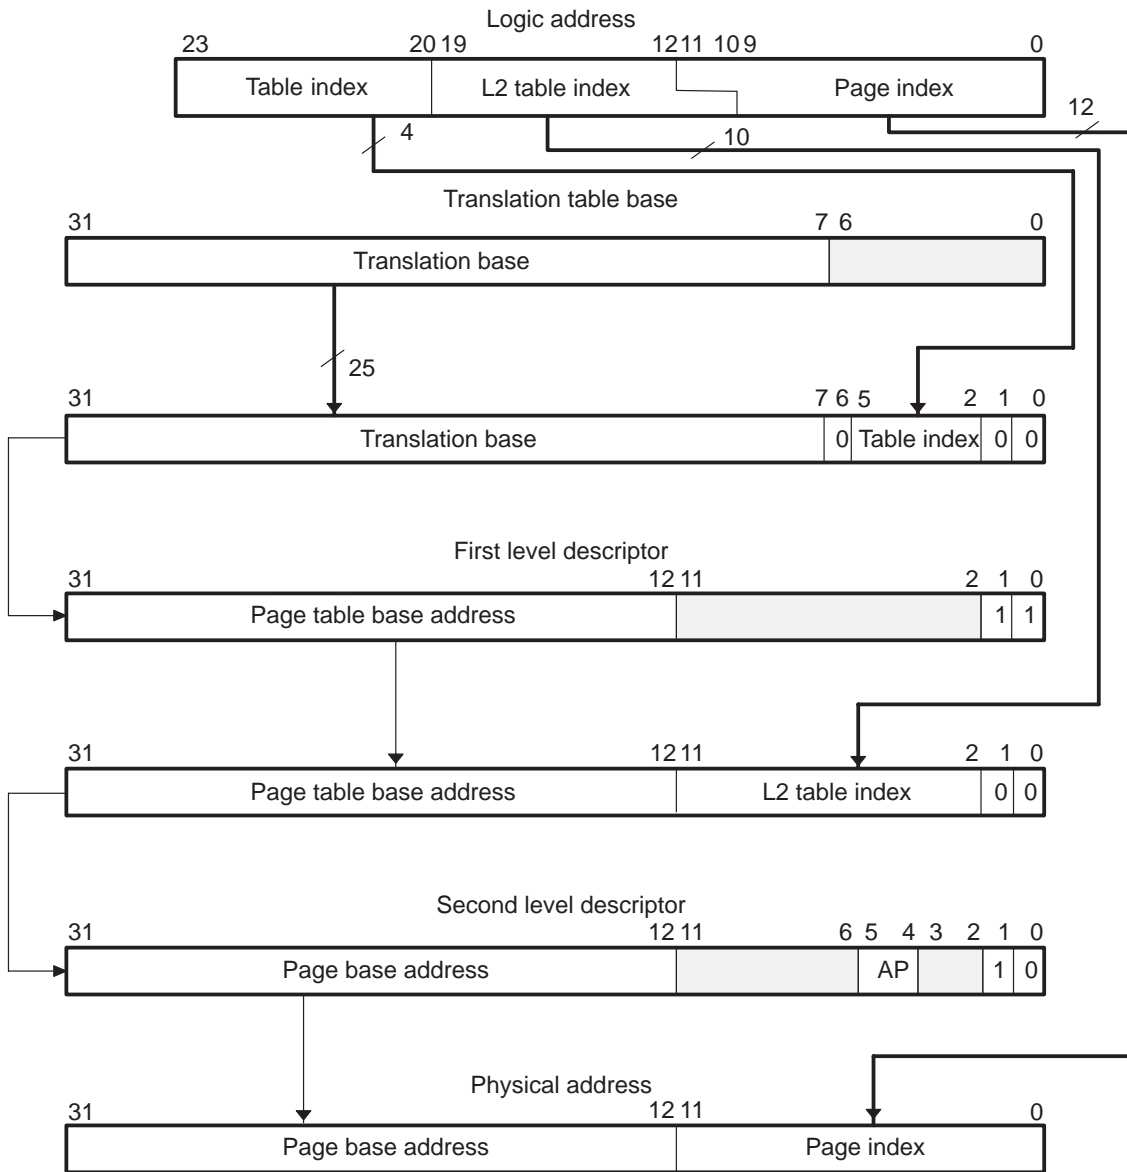 Logic address
23 20 19 12 11 10 9 0
Table index L2 table index Page index
4 10 12
Translation table base
31 7 6 0
Translation base
25
31 7 6 5 2 1 0
Translation base 0 Table index 0 0
First level descriptor
31 12 11 2 1 0
Page table base address 1 1
31 12 11 2 1 0
Page table base address L2 table index 0 0
Second level descriptor
31 12 11 6 5 4 3 2 1 0
Page base address AP 1 0
Physical address
31 12 11 0
Page base address Page index